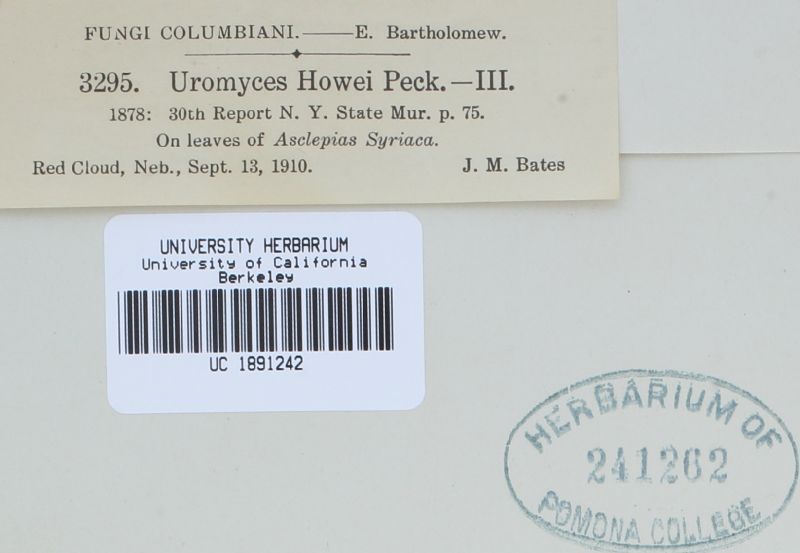 FUNGI COLUMBIANI.——E. Bartholomew.
3295. Uromyces Howei Peck.—III.
1878: 30th Report N. Y. State Mur. p. 75.
On leaves of Asclepias Syriaca.
Red Cloud, Neb., Sept. 13, 1910. J. M. Bates
UNIVERSITY HERBARIUM
University of California
Berkeley
UC 1891242
HERBARIUM OF
241262
POMONA COLLEGE